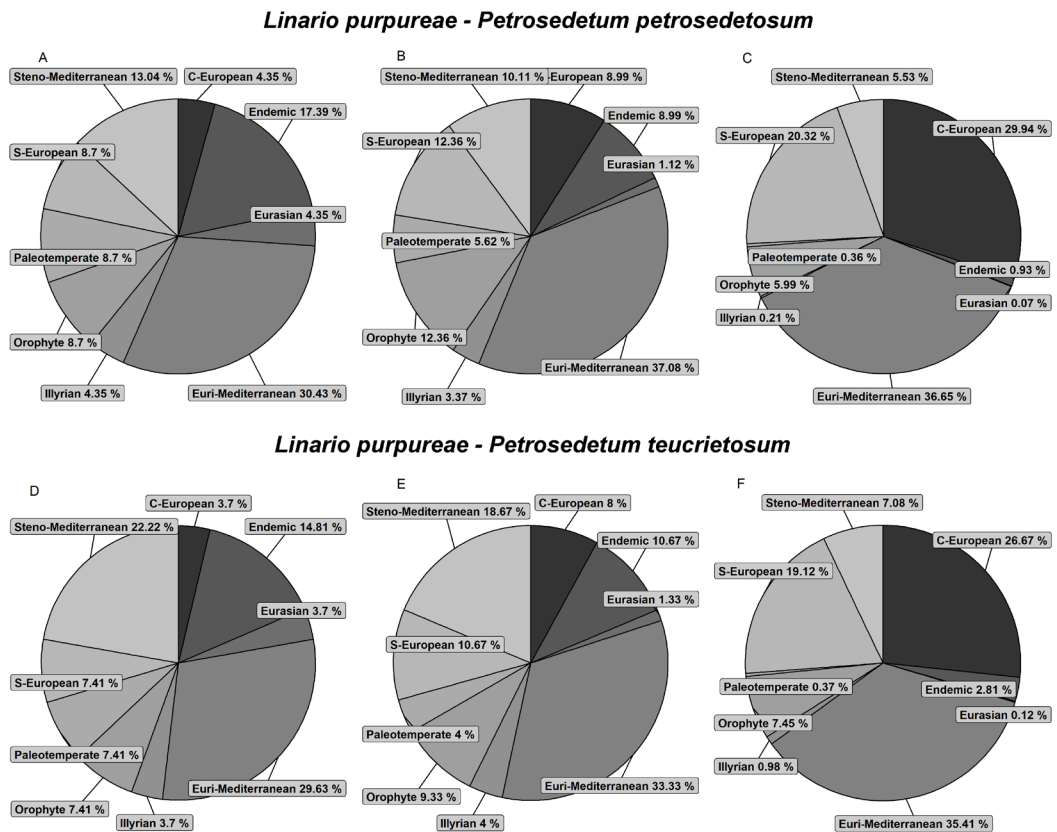 Linario purpureae - Petrosedetum petrosedetosum
A
Steno-Mediterranean 13.04 %
C-European 4.35 %
Endemic 17.39 %
S-European 8.7 %
Eurasian 4.35 %
Paleotemperate 8.7 %
Orophyte 8.7 %
Illyrian 4.35 %
Euri-Mediterranean 30.43 %
B
Steno-Mediterranean 10.11 %
-European 8.99 %
Endemic 8.99 %
S-European 12.36 %
Eurasian 1.12 %
Paleotemperate 5.62 %
Orophyte 12.36 %
Euri-Mediterranean 37.08 %
Illyrian 3.37 %
C
Steno-Mediterranean 5.53 %
C-European 29.94 %
S-European 20.32 %
Paleotemperate 0.36 %
Endemic 0.93 %
Orophyte 5.99 %
Eurasian 0.07 %
Illyrian 0.21 %
Euri-Mediterranean 36.65 %
Linario purpureae - Petrosedetum teucrietosum
D
C-European 3.7 %
Steno-Mediterranean 22.22 %
Endemic 14.81 %
Eurasian 3.7 %
S-European 7.41 %
Paleotemperate 7.41 %
Euri-Mediterranean 29.63 %
Orophyte 7.41 %
Illyrian 3.7 %
E
C-European 8 %
Steno-Mediterranean 18.67 %
Endemic 10.67 %
Eurasian 1.33 %
S-European 10.67 %
Paleotemperate 4 %
Euri-Mediterranean 33.33 %
Orophyte 9.33 %
Illyrian 4 %
F
Steno-Mediterranean 7.08 %
C-European 26.67 %
S-European 19.12 %
Paleotemperate 0.37 %
Endemic 2.81 %
Eurasian 0.12 %
Orophyte 7.45 %
Illyrian 0.98 %
Euri-Mediterranean 35.41 %